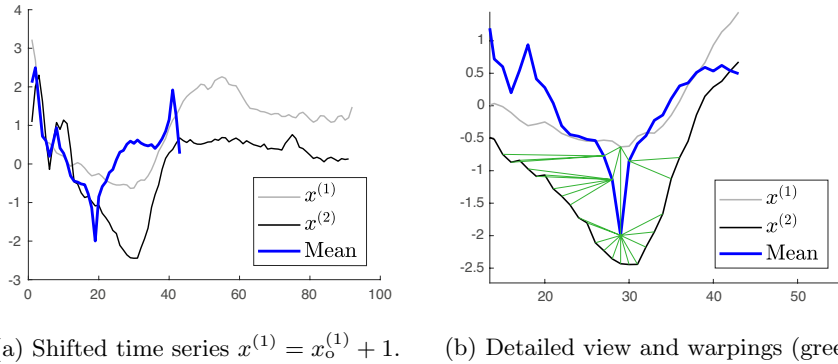 4
3
2
1
0
-1
-2
-3
0 20 40 60 80 100
x^(1)
x^(2)
Mean
1
0.5
0
-0.5
-1
-1.5
-2
-2.5
20 30 40 50
x^(1)
x^(2)
Mean
a) Shifted time series x^(1) = x_o^(1) + 1.
(b) Detailed view and warpings (gree